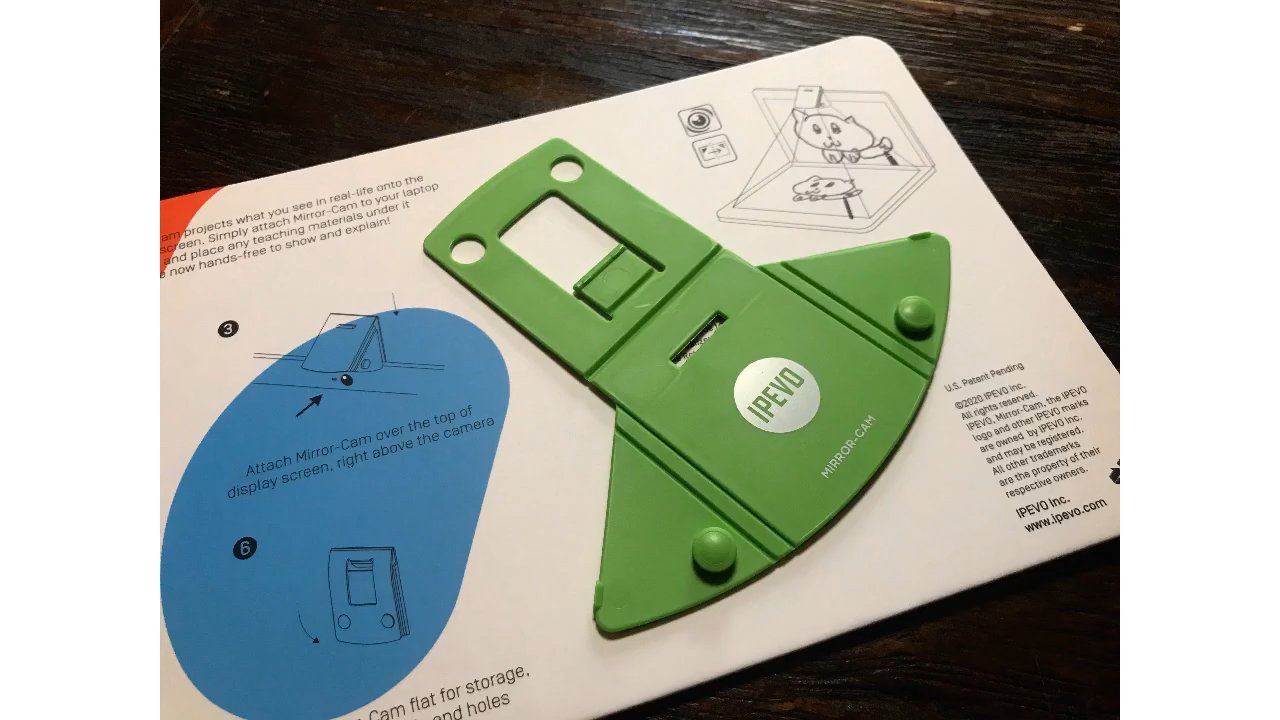 am projects what you see in real-life onto the
screen. Simply attach Mirror-Cam to your laptop
and place any teaching materials under it
e now hands-free to show and explain!
3
Attach Mirror-Cam over the top of
display screen, right above the camera
6
Cam flat for storage,
and holes
IPEVO
MIRROR-CAM
U.S. Patent Pending
©2020 IPEVO Inc.
All rights reserved.
IPEVO, Mirror-Cam, the IPEVO
logo and other IPEVO marks
are owned by IPEVO Inc.
and may be registered.
All other trademarks
are the property of their
respective owners.
IPEVO Inc.
www.ipevo.com